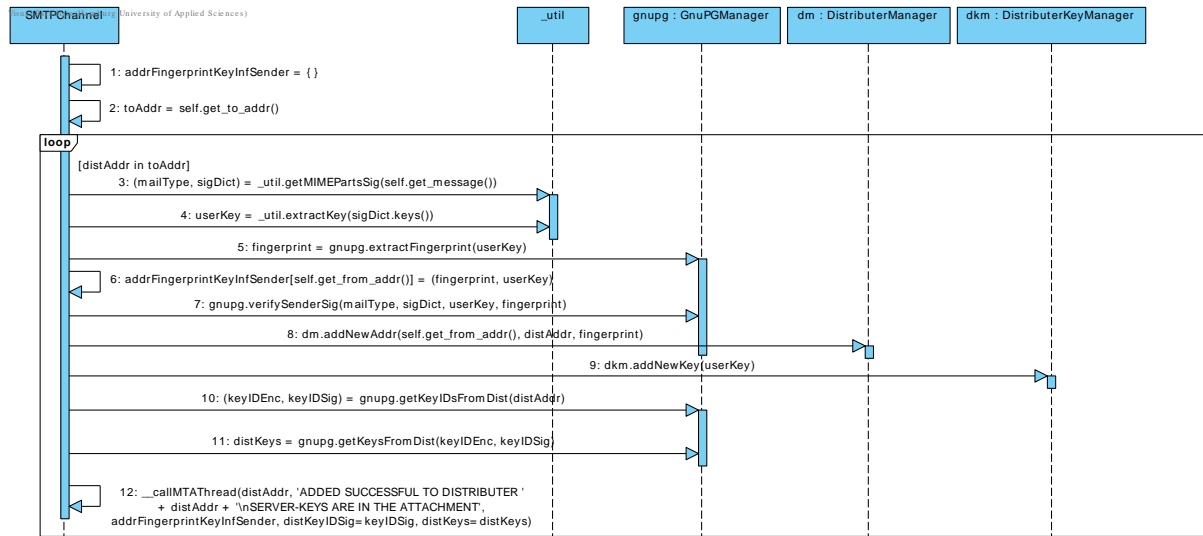 University of Applied Sciences)
SMTPChannel
_util
gnupg : GnuPGManager
dm : DistributerManager
dkm : DistributerKeyManager
1: addrFingerprintKeyInfSender = { }
2: toAddr = self.get_to_addr()
loop
[distAddr in toAddr]
3: (mailType, sigDict) = _util.getMIMEPartsSig(self.get_message())
4: userKey = _util.extractKey(sigDict.keys())
5: fingerprint = gnupg.extractFingerprint(userKey)
6: addrFingerprintKeyInfSender[self.get_from_addr()] = (fingerprint, userKey)
7: gnupg.verifySenderSig(mailType, sigDict, userKey, fingerprint)
8: dm.addNewAddr(self.get_from_addr(), distAddr, fingerprint)
9: dkm.addNewKey(userKey)
10: (keyIDEnc, keyIDSig) = gnupg.getKeyIDsFromDist(distAddr)
11: distKeys = gnupg.getKeysFromDist(keyIDEnc, keyIDSig)
12: __callMTAThread(distAddr, 'ADDED SUCCESSFUL TO DISTRIBUTER '
+ distAddr + '\nSERVER-KEYS ARE IN THE ATTACHMENT',
addrFingerprintKeyInfSender, distKeyIDSig=keyIDSig, distKeys=distKeys)